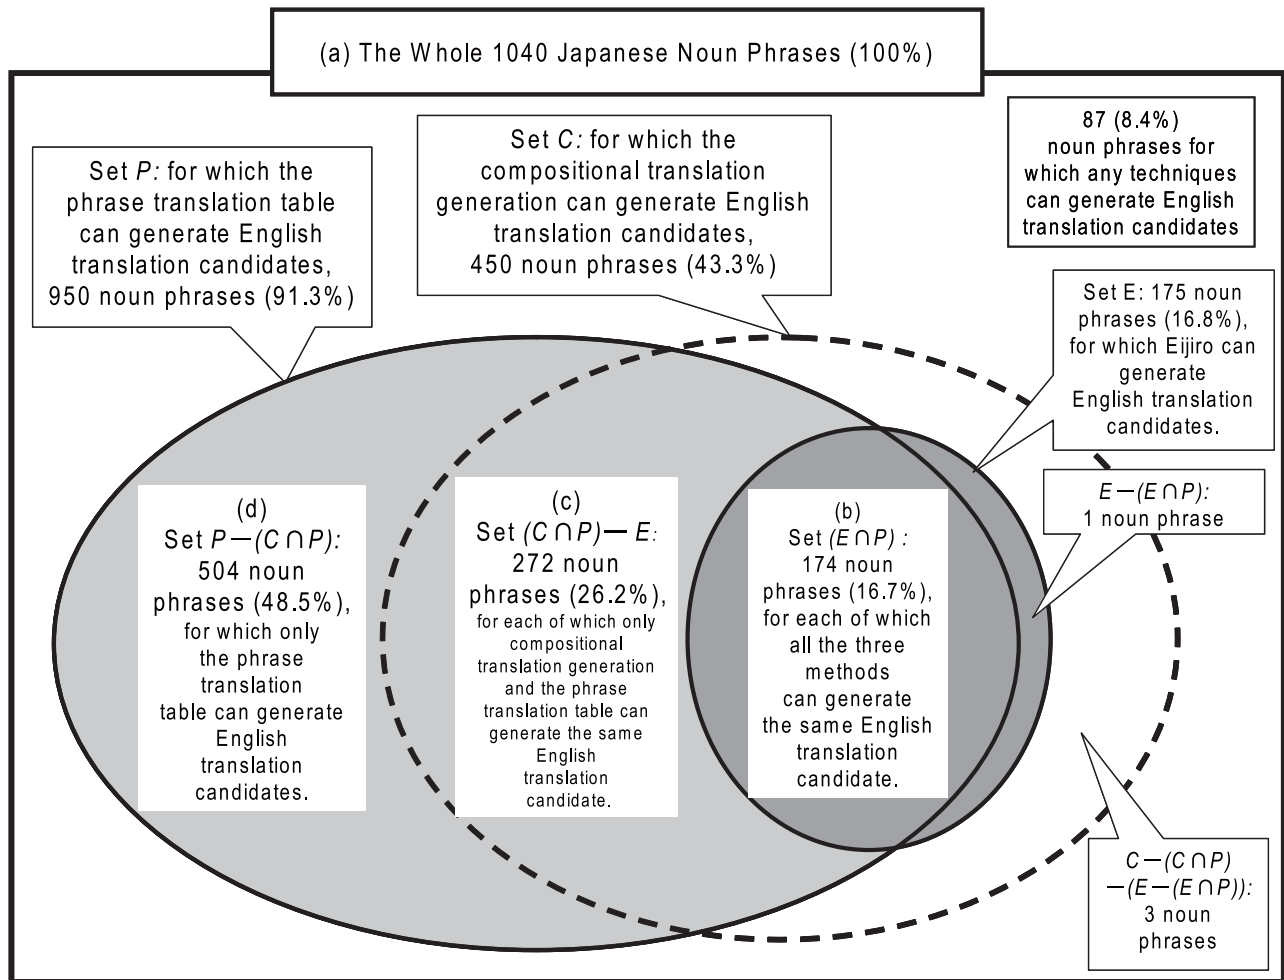 (a) The Whole 1040 Japanese Noun Phrases (100%)
Set P: for which the
phrase translation table
can generate English
translation candidates,
950 noun phrases (91.3%)
Set C: for which the
compositional translation
generation can generate English
translation candidates,
450 noun phrases (43.3%)
87 (8.4%)
noun phrases for
which any techniques
can generate English
translation candidates
Set E: 175 noun
phrases (16.8%),
for which Eijiro can
generate
English translation
candidates.
E—(E∩P):
1 noun phrase
(d)
Set P—(C∩P):
504 noun
phrases (48.5%),
for which only
the phrase
translation
table can generate
English
translation
candidates.
(c)
Set (C∩P)—E:
272 noun
phrases (26.2%),
for each of which only
compositional
translation generation
and the phrase
translation table can
generate the same
English
translation
candidate.
(b)
Set (E∩P) :
174 noun
phrases (16.7%),
for each of which
all the three
methods
can generate
the same English
translation
candidate.
C—(C∩P)
—(E—(E∩P)):
3 noun
phrases